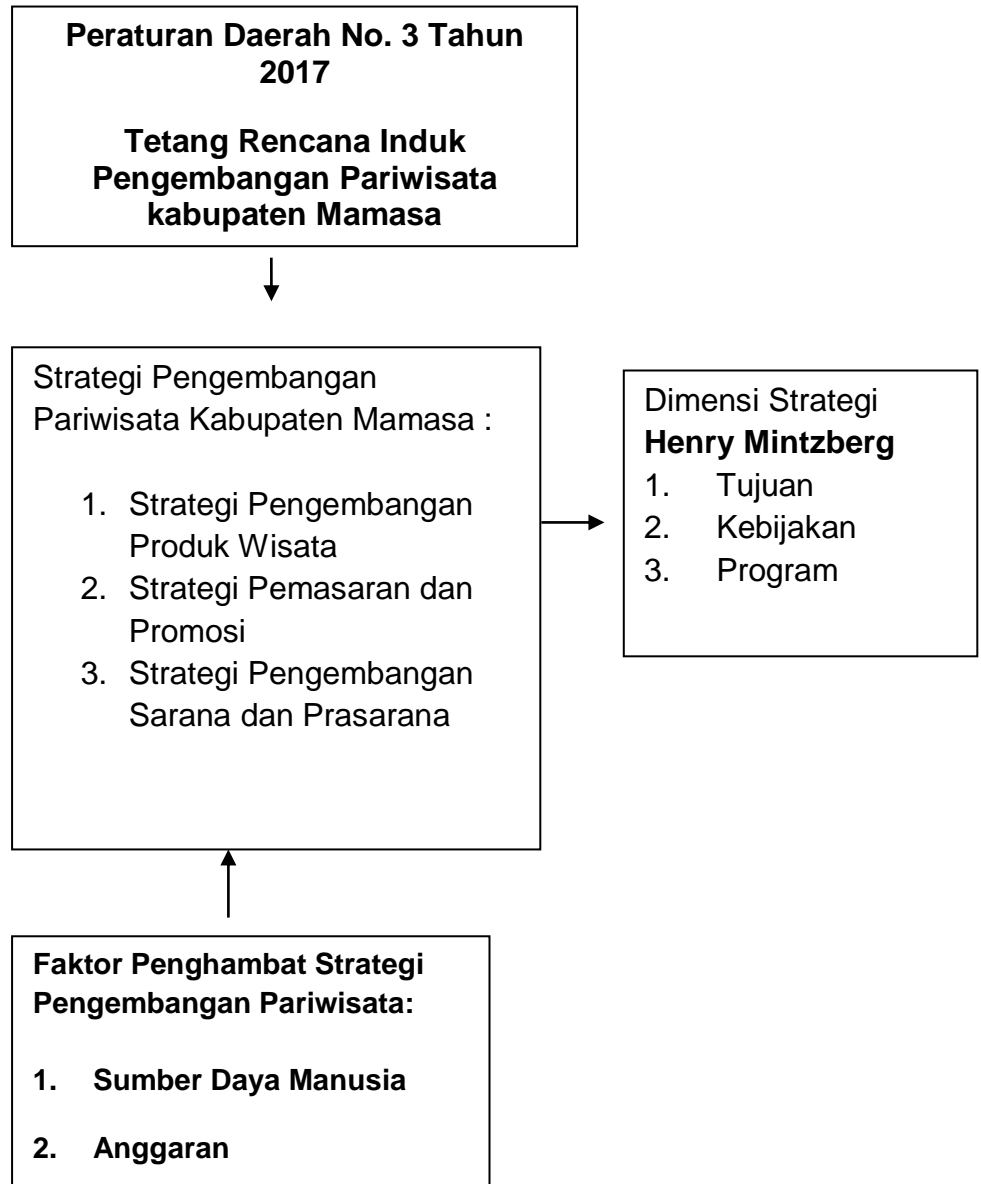 Peraturan Daerah No. 3 Tahun
2017
Tetang Rencana Induk
Pengembangan Pariwisata
kabupaten Mamasa
Strategi Pengembangan
Pariwisata Kabupaten Mamasa :
1. Strategi Pengembangan
Produk Wisata
2. Strategi Pemasaran dan
Promosi
3. Strategi Pengembangan
Sarana dan Prasarana
Dimensi Strategi
Henry Mintzberg
1. Tujuan
2. Kebijakan
3. Program
Faktor Penghambat Strategi
Pengembangan Pariwisata:
1. Sumber Daya Manusia
2. Anggaran